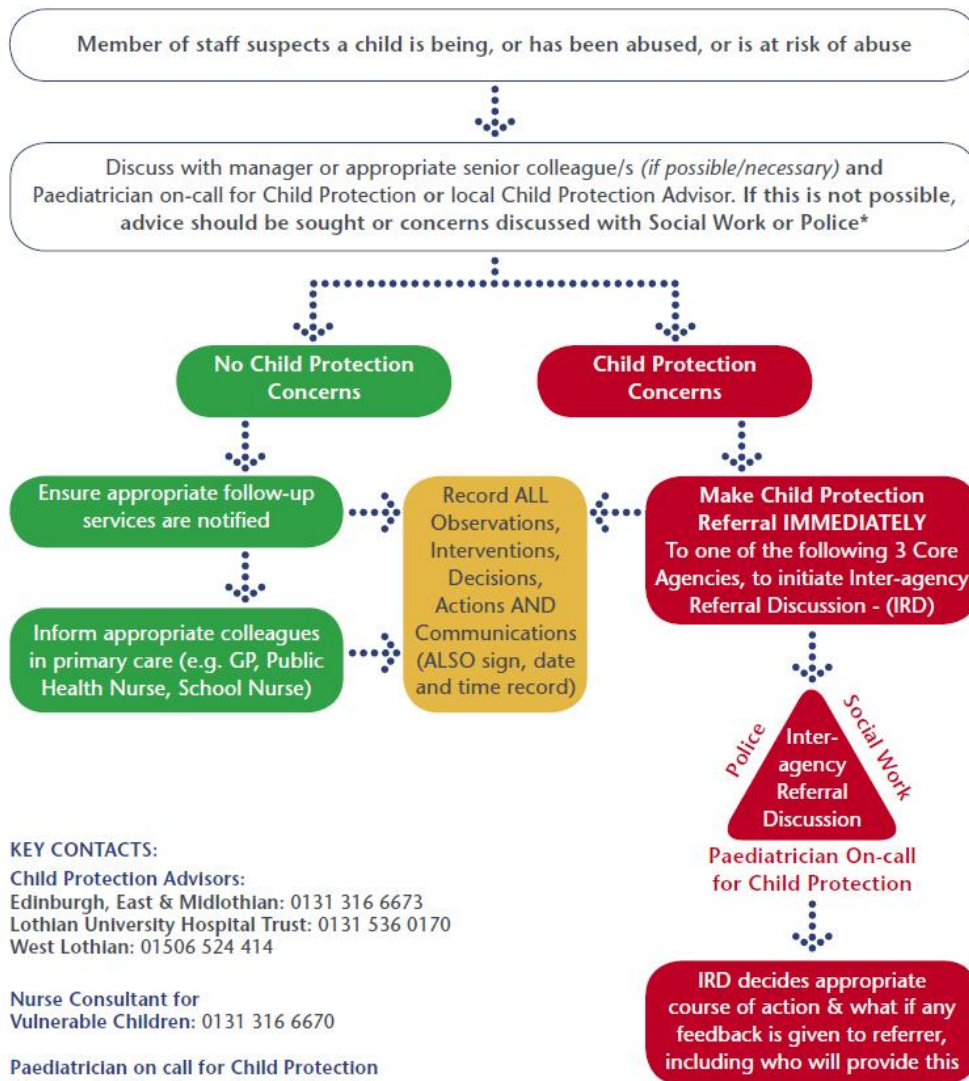 Member of staff suspects a child is being, or has been abused, or is at risk of abuse
Discuss with manager or appropriate senior colleague/s (if possible/necessary) and
Paediatrician on-call for Child Protection or local Child Protection Advisor. If this is not possible,
advice should be sought or concerns discussed with Social Work or Police*
No Child Protection
Concerns
Child Protection
Concerns
Ensure appropriate follow-up
services are notified
Inform appropriate colleagues
in primary care (e.g. GP, Public
Health Nurse, School Nurse)
Record ALL
Observations,
Interventions,
Decisions,
Actions AND
Communications
(ALSO sign, date
and time record)
Make Child Protection
Referral IMMEDIATELY
To one of the following 3 Core
Agencies, to initiate Inter-agency
Referral Discussion - (IRD)
Police
Social Work
Inter-
agency
Referral
Discussion
Paediatrician On-call
for Child Protection
IRD decides appropriate
course of action & what if any
feedback is given to referrer,
including who will provide this
KEY CONTACTS:
Child Protection Advisors:
Edinburgh, East & Midlothian: 0131 316 6673
Lothian University Hospital Trust: 0131 536 0170
West Lothian: 01506 524 414
Nurse Consultant for
Vulnerable Children: 0131 316 6670
Paediatrician on call for Child Protection